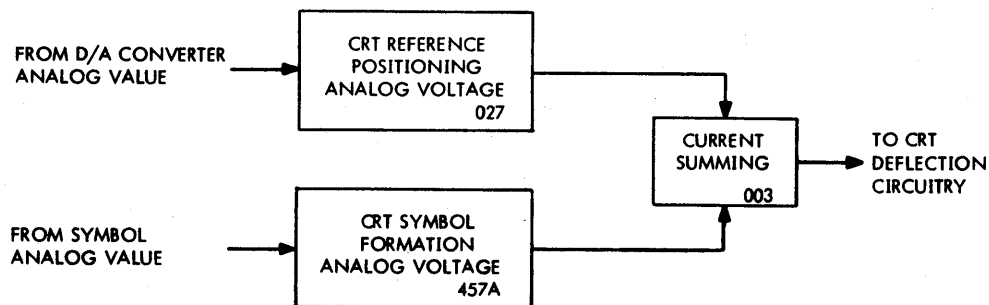 FROM D/A CONVERTER
ANALOG VALUE
CRT REFERENCE
POSITIONING
ANALOG VOLTAGE
027
CURRENT
SUMMING
003
TO CRT
DEFLECTION
CIRCUITRY
FROM SYMBOL
ANALOG VALUE
CRT SYMBOL
FORMATION
ANALOG VOLTAGE
457A